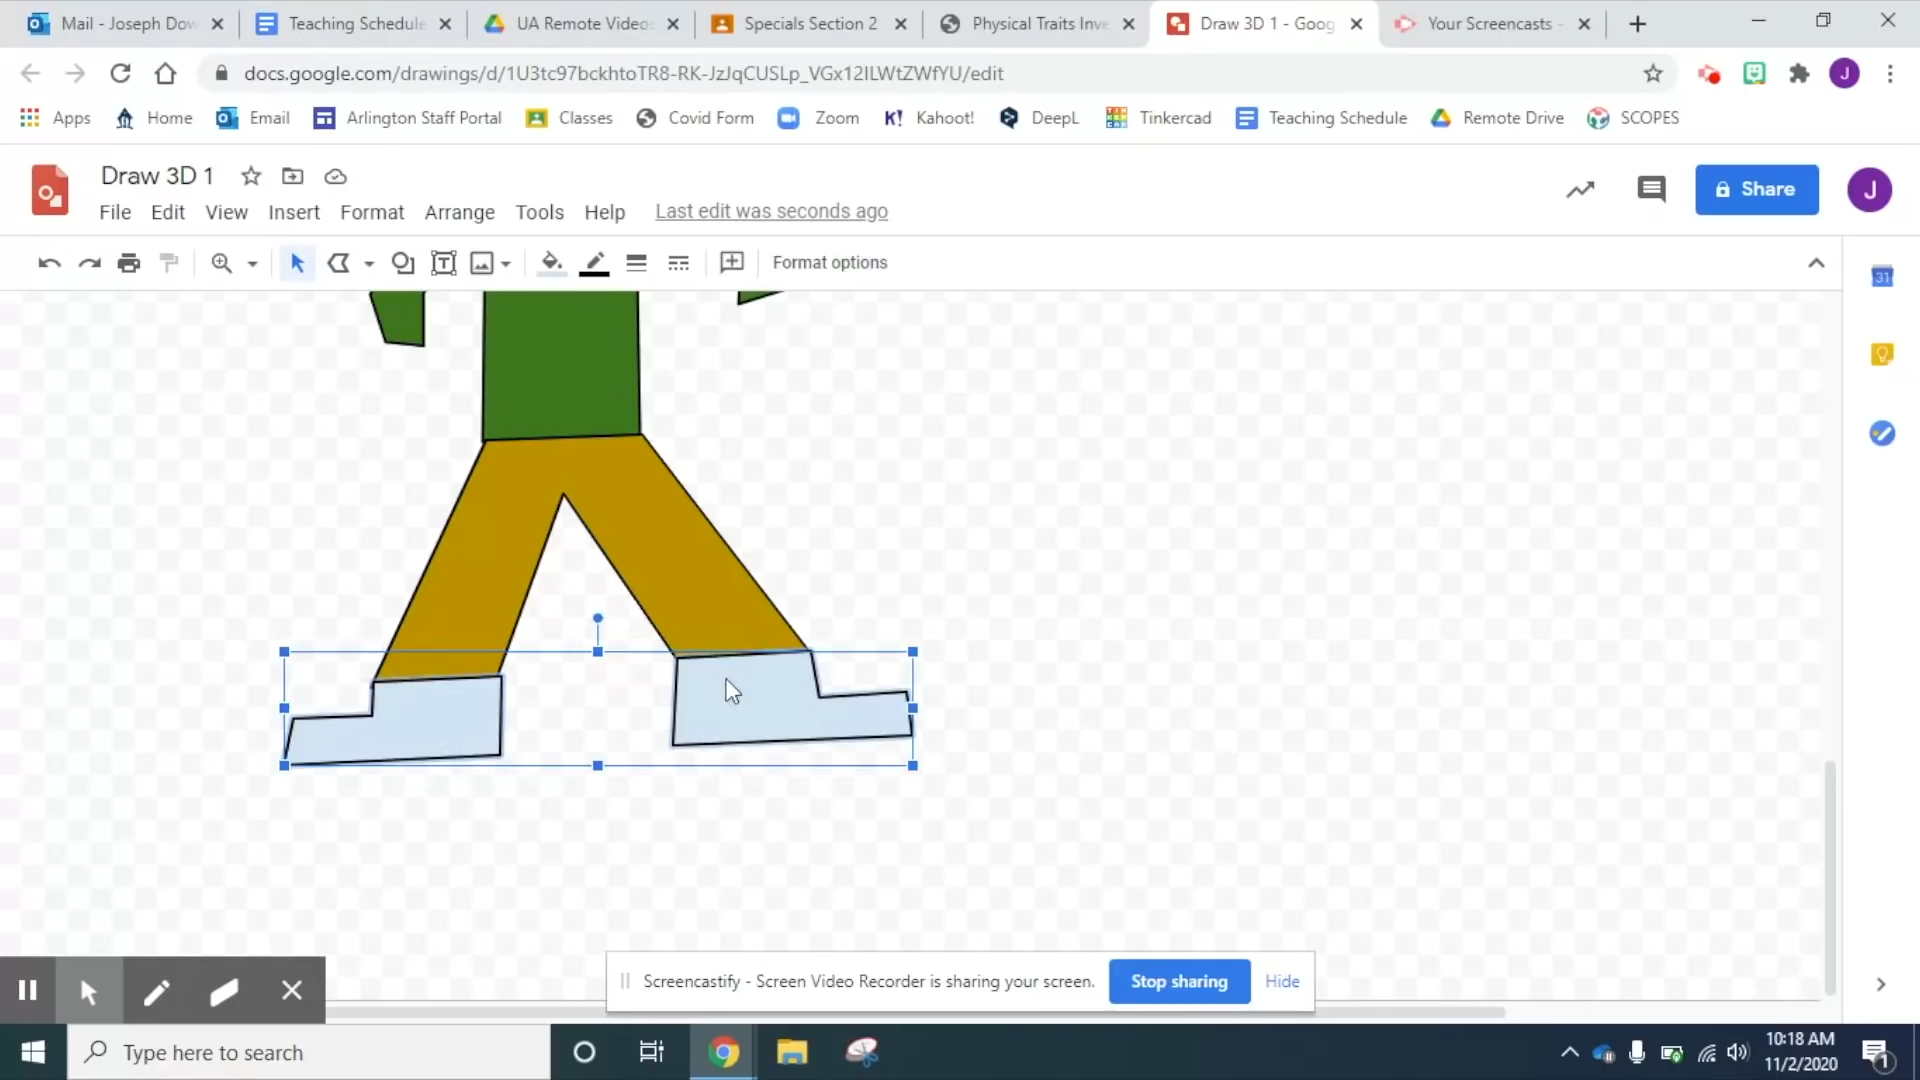 Mail - Joseph Dow
Teaching Schedule
UA Remote Video
Specials Section 2
Physical Traits Inve
Draw 3D 1 - Goog
Your Screencasts -
docs.google.com/drawings/d/1U3tc97bckhtoTR8-RK-JzJqCUSLp_VGx12ILWtZWfYU/edit
J
Apps
Home
Email
Arlington Staff Portal
Classes
Covid Form
Zoom
K! Kahoot!
DeepL
Tinkercad
Teaching Schedule
Remote Drive
SCOPES
Draw 3D 1
File Edit View Insert Format Arrange Tools Help Last edit was seconds ago
Share
J
Format options
31
Screencastify - Screen Video Recorder is sharing your screen.
Stop sharing
Hide
Type here to search
10:18 AM
11/2/2020
1